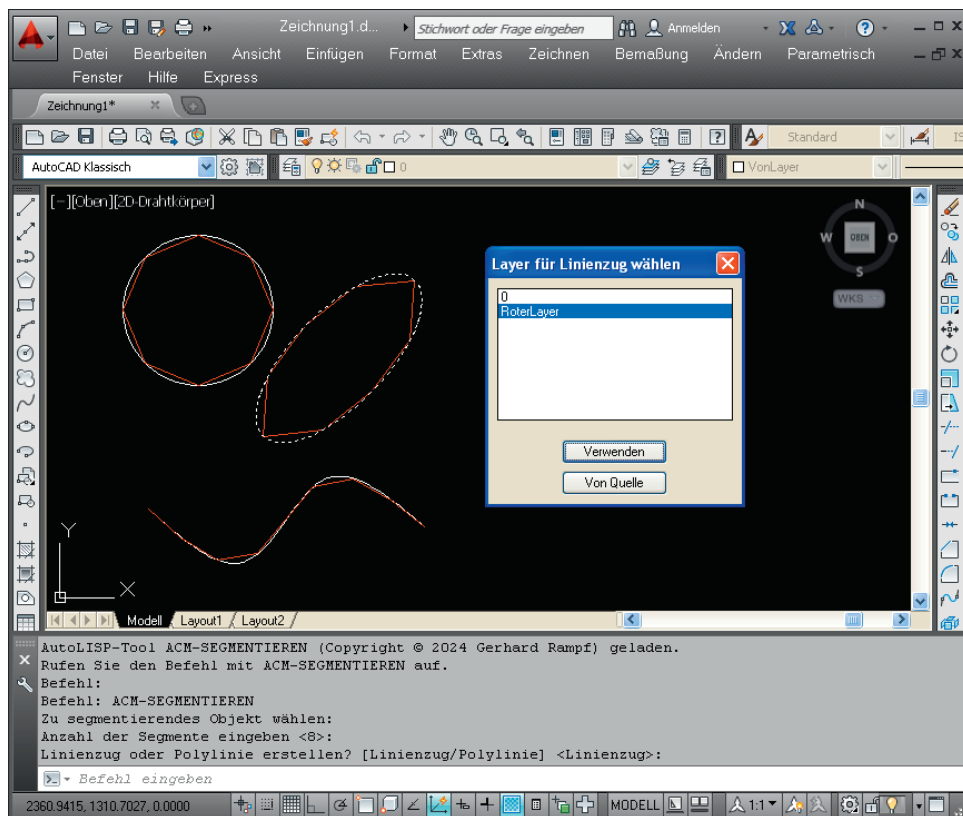 Zeichnung1.d...
Stichwort oder Frage eingeben
Anmelden
Datei Bearbeiten Ansicht Einfügen Format Extras Zeichnen Bemaßung Ändern Parametrisch
Fenster Hilfe Express
Zeichnung1*
Standard
IS
AutoCAD Klassisch
0
VonLayer
[−][Oben][2D-Drahtkörper]
N
W OBEN O
S
WKS
Layer für Linienzug wählen
0
RoterLayer
Verwenden
Von Quelle
Y
X
Modell Layout1 Layout2
AutoLISP-Tool ACM-SEGMENTIEREN (Copyright © 2024 Gerhard Rampf) geladen.
Rufen Sie den Befehl mit ACM-SEGMENTIEREN auf.
Befehl:
Befehl: ACM-SEGMENTIEREN
Zu segmentierendes Objekt wählen:
Anzahl der Segmente eingeben <8>:
Linienzug oder Polylinie erstellen? [Linienzug/Polylinie] <Linienzug>:
Befehl eingeben
2360.9415, 1310.7027, 0.0000
MODELL
1:1